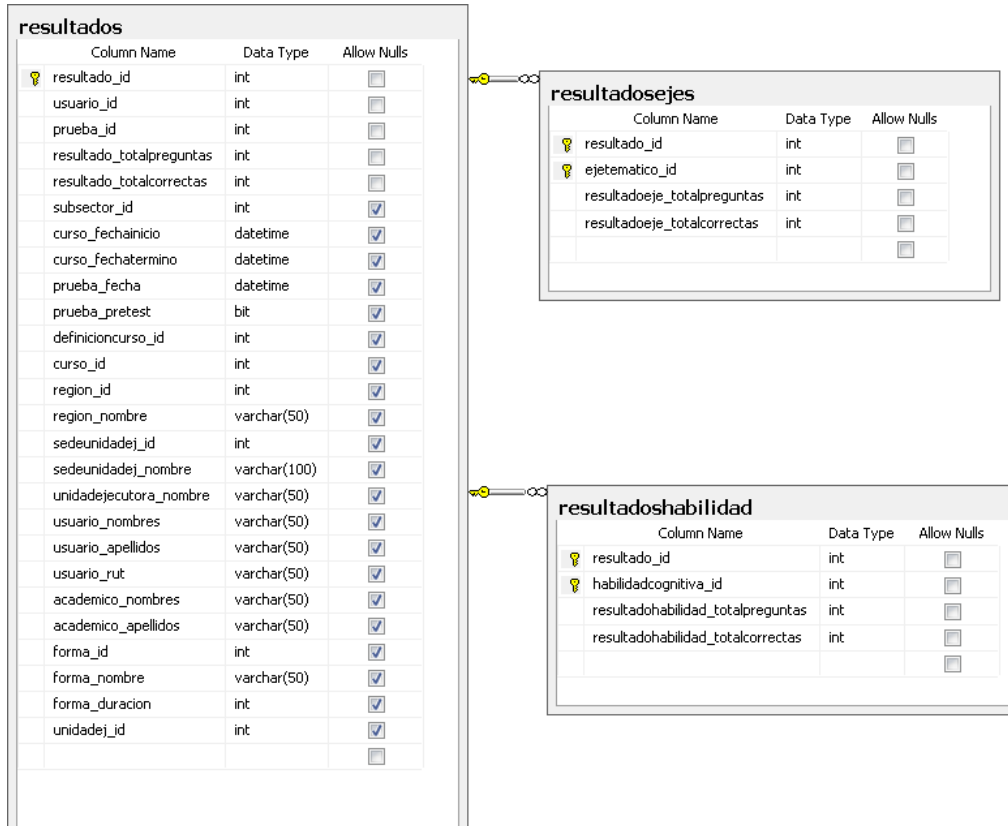 resultados
Column Name Data Type Allow Nulls
resultado_id int
usuario_id int
prueba_id int
resultado_totalpreguntas int
resultado_totalcorrectas int
subsector_id int
curso_fechainicio datetime
curso_fechatermino datetime
prueba_fecha datetime
prueba_pretest bit
definicioncurso_id int
curso_id int
region_id int
region_nombre varchar(50)
sedeunidadej_id int
sedeunidadej_nombre varchar(100)
unidadejecutora_nombre varchar(50)
usuario_nombres varchar(50)
usuario_apellidos varchar(50)
usuario_rut varchar(50)
academico_nombres varchar(50)
academico_apellidos varchar(50)
forma_id int
forma_nombre varchar(50)
forma_duracion int
unidadej_id int
resultadosejes
Column Name Data Type Allow Nulls
resultado_id int
ejetematico_id int
resultadoeje_totalpreguntas int
resultadoeje_totalcorrectas int
resultadoshabilidad
Column Name Data Type Allow Nulls
resultado_id int
habilidadcognitiva_id int
resultadohabilidad_totalpreguntas int
resultadohabilidad_totalcorrectas int